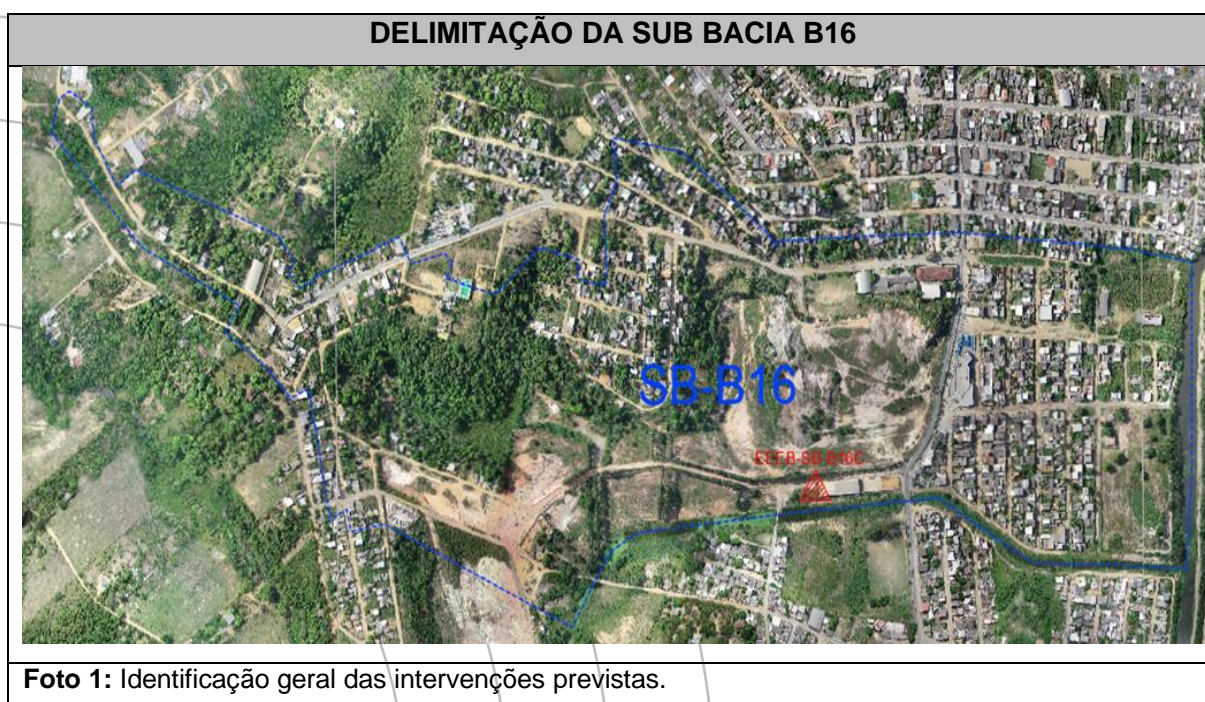 DELIMITAÇÃO DA SUB BACIA B16
SB-B16
Foto 1: Identificação geral das intervenções previstas.